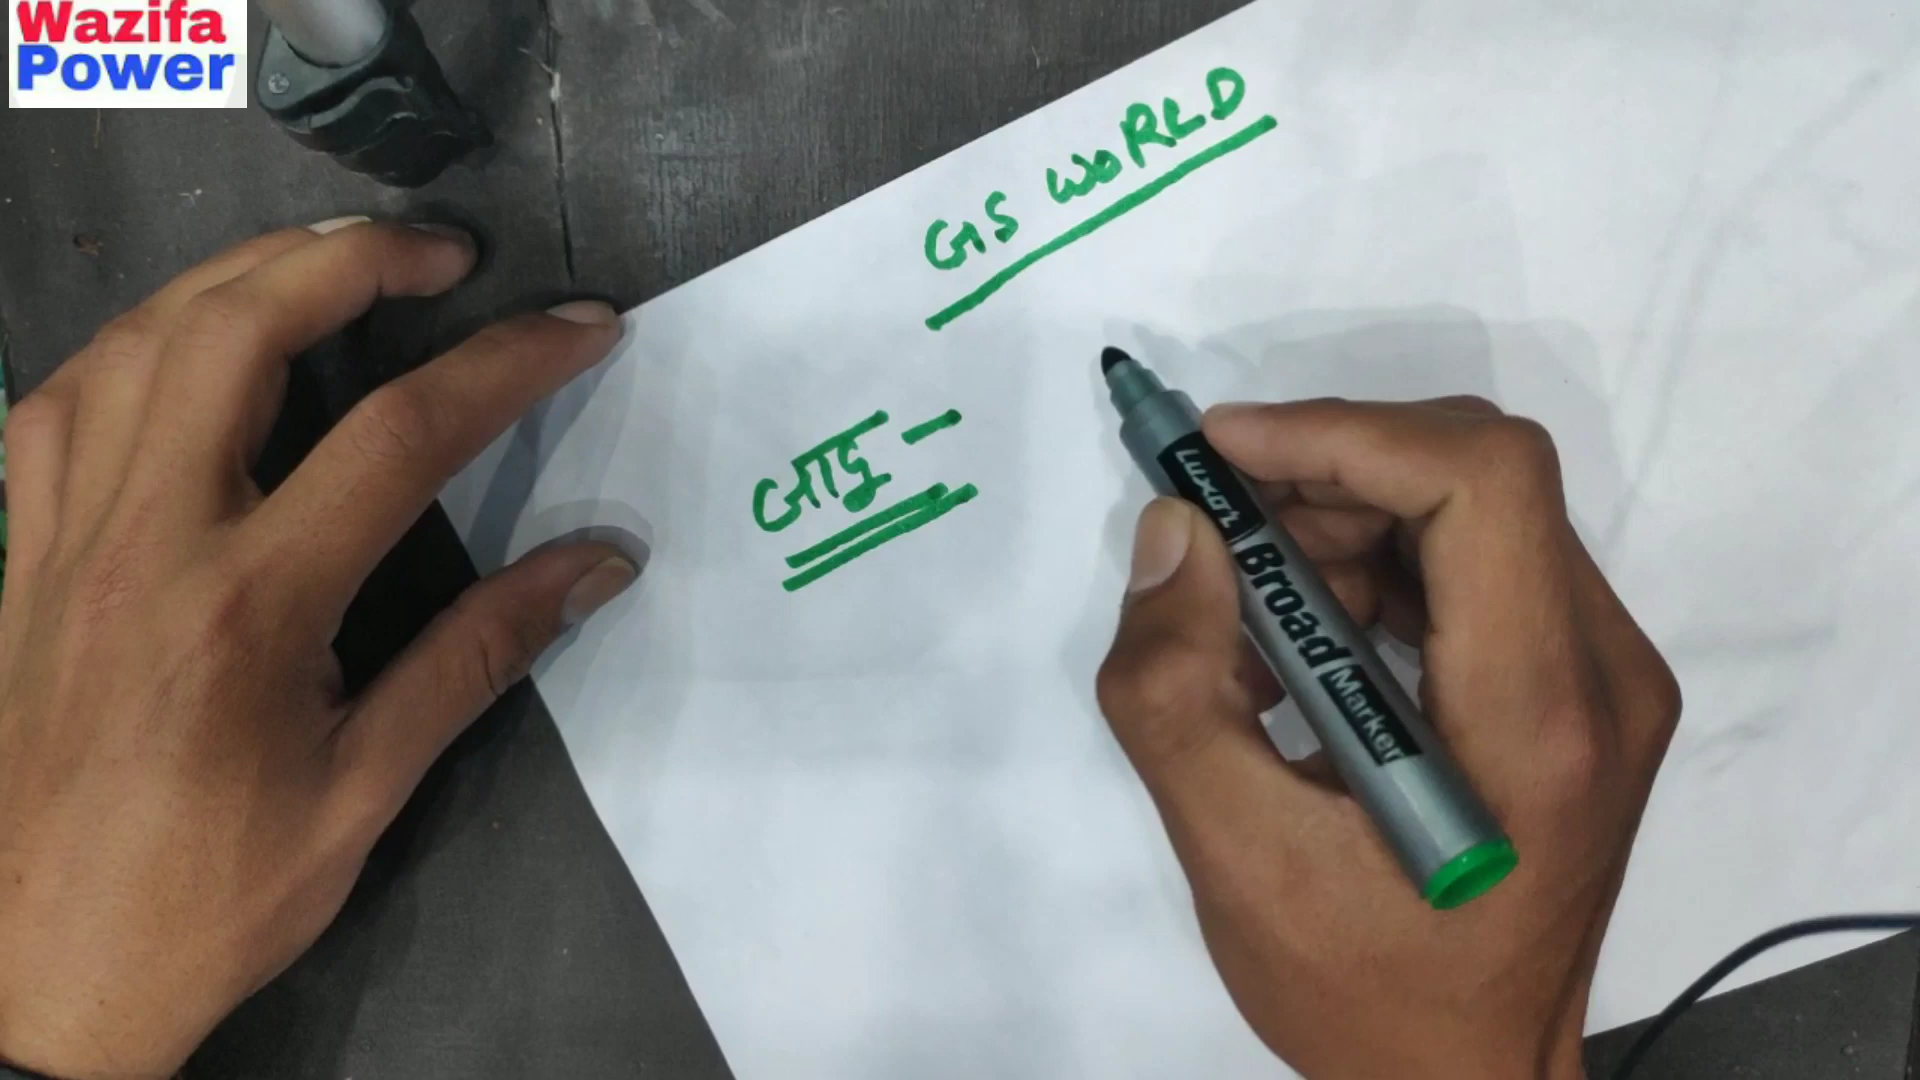 Wazifa
Power
GS WORLD
जादु -
Luxor
Broad
Marker